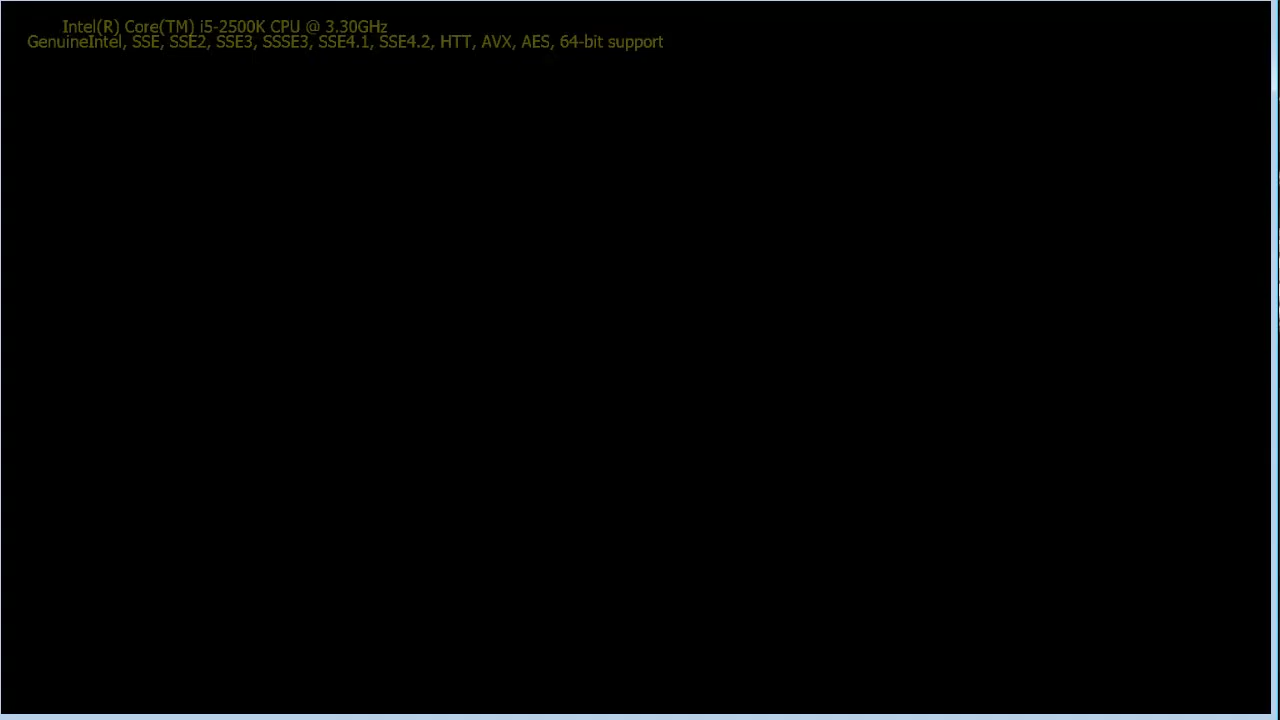 Intel(R) Core(TM) i5-2500K CPU @ 3.30GHz
GenuineIntel, SSE, SSE2, SSE3, SSSE3, SSE4.1, SSE4.2, HTT, AVX, AES, 64-bit support